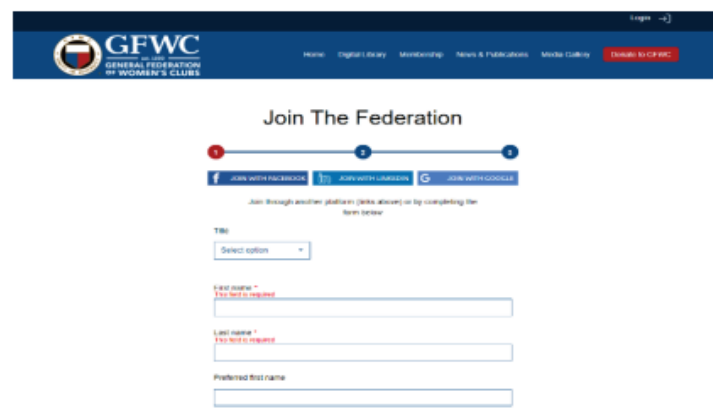 Login
GFWC
GENERAL FEDERATION
OF WOMEN'S CLUBS
Home Digital Library Membership News & Publications Media Gallery Donate to GFWC
Join The Federation
1 2 3
JOIN WITH FACEBOOK JOIN WITH LINKEDIN JOIN WITH GOOGLE
Join through another platform (links above) or by completing the
form below
Title
Select option
First name *
This field is required
Last name *
This field is required
Preferred first name